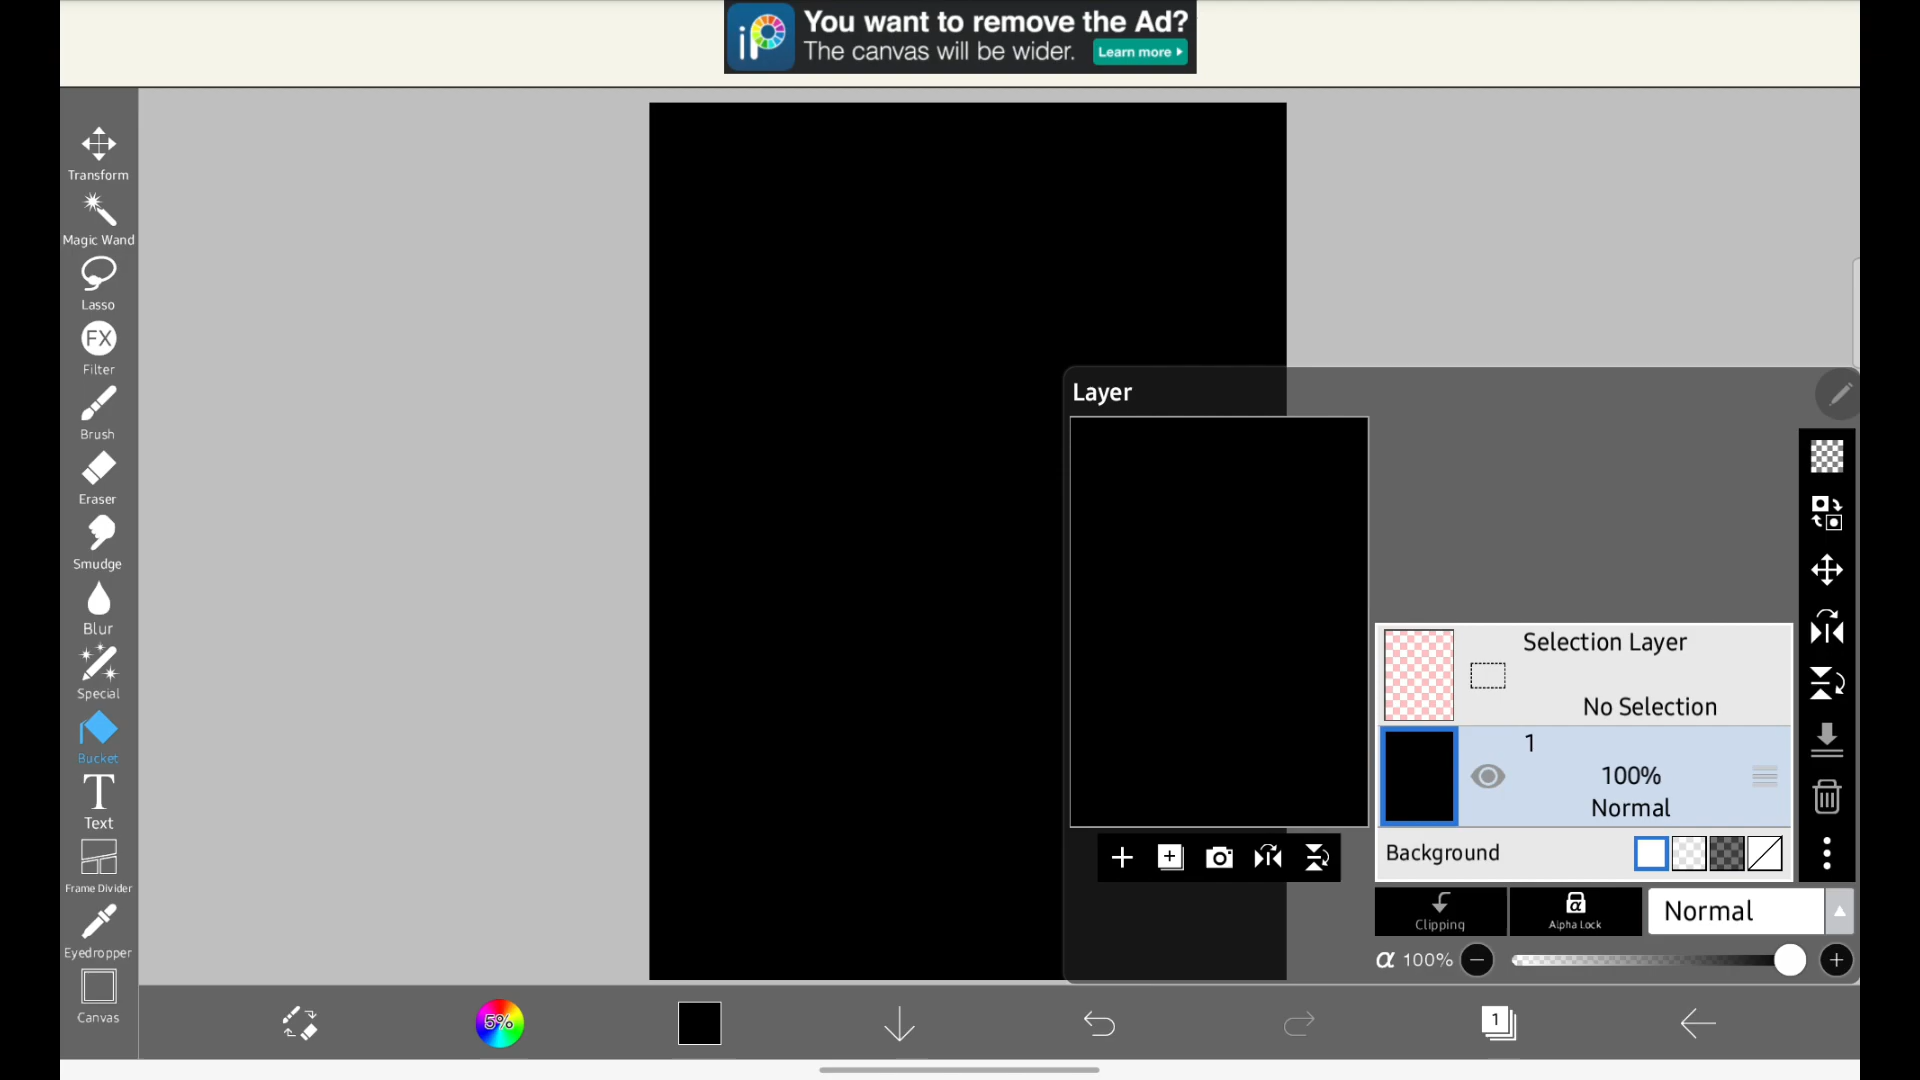 You want to remove the Ad?
The canvas will be wider.
Learn more
iP
Transform
Magic Wand
Lasso
FX
Filter
Brush
Eraser
Smudge
Blur
Special
Bucket
T
Text
Frame Divider
Eyedropper
Canvas
Layer
Selection Layer
No Selection
1
100%
Normal
Background
Clipping
α
Alpha Lock
Normal
α 100%
5%
1